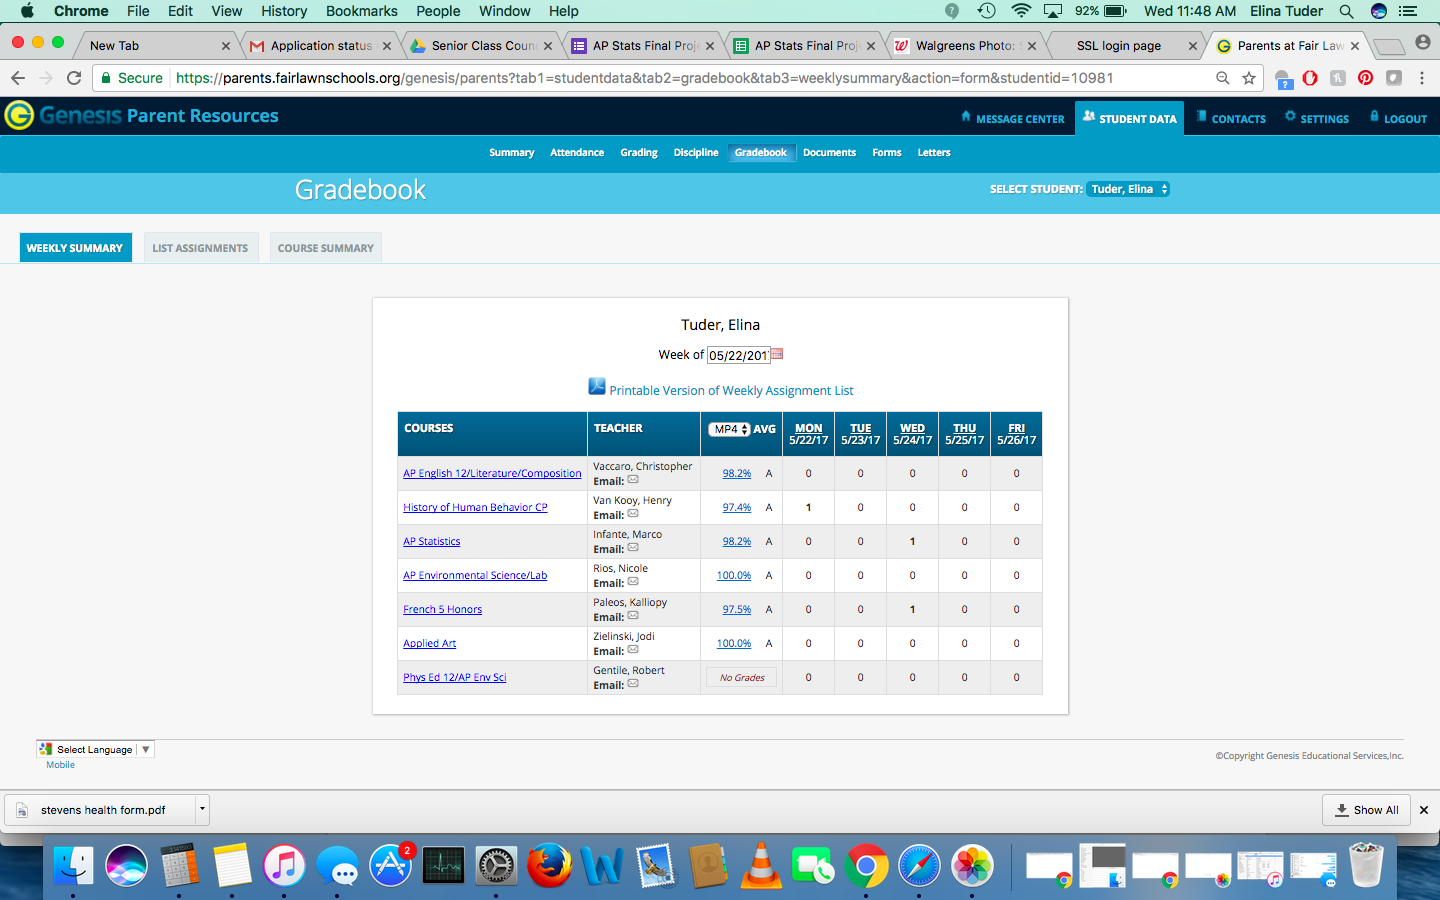 Chrome File Edit View History Bookmarks People Window Help 92% Wed 11:48 AM Elina Tuder
New Tab Application status Senior Class Coun AP Stats Final Proj AP Stats Final Proj Walgreens Photo: SSL login page Parents at Fair Law
Secure https://parents.fairlawnschools.org/genesis/parents?tab1=studentdata&tab2=gradebook&tab3=weeklysummary&action=form&studentid=10981
Genesis Parent Resources MESSAGE CENTER STUDENT DATA CONTACTS SETTINGS LOGOUT
Summary Attendance Grading Discipline Gradebook Documents Forms Letters
Gradebook SELECT STUDENT: Tuder, Elina
WEEKLY SUMMARY LIST ASSIGNMENTS COURSE SUMMARY
Tuder, Elina
Week of 05/22/201
Printable Version of Weekly Assignment List
COURSES TEACHER MP4 AVG MON TUE WED THU FRI
5/22/17 5/23/17 5/24/17 5/25/17 5/26/17
AP English 12/Literature/Composition Vaccaro, Christopher 98.2% A 0 0 0 0 0
Email:
History of Human Behavior CP Van Kooy, Henry 97.4% A 1 0 0 0 0
Email:
AP Statistics Infante, Marco 98.2% A 0 0 1 0 0
Email:
AP Environmental Science/Lab Rios, Nicole 100.0% A 0 0 0 0 0
Email:
French 5 Honors Paleos, Kalliopy 97.5% A 0 0 1 0 0
Email:
Applied Art Zielinski, Jodi 100.0% A 0 0 0 0 0
Email:
Phys Ed 12/AP Env Sci Gentile, Robert No Grades 0 0 0 0 0
Email:
Select Language
Mobile
©Copyright Genesis Educational Services,Inc.
stevens health form.pdf Show All
2